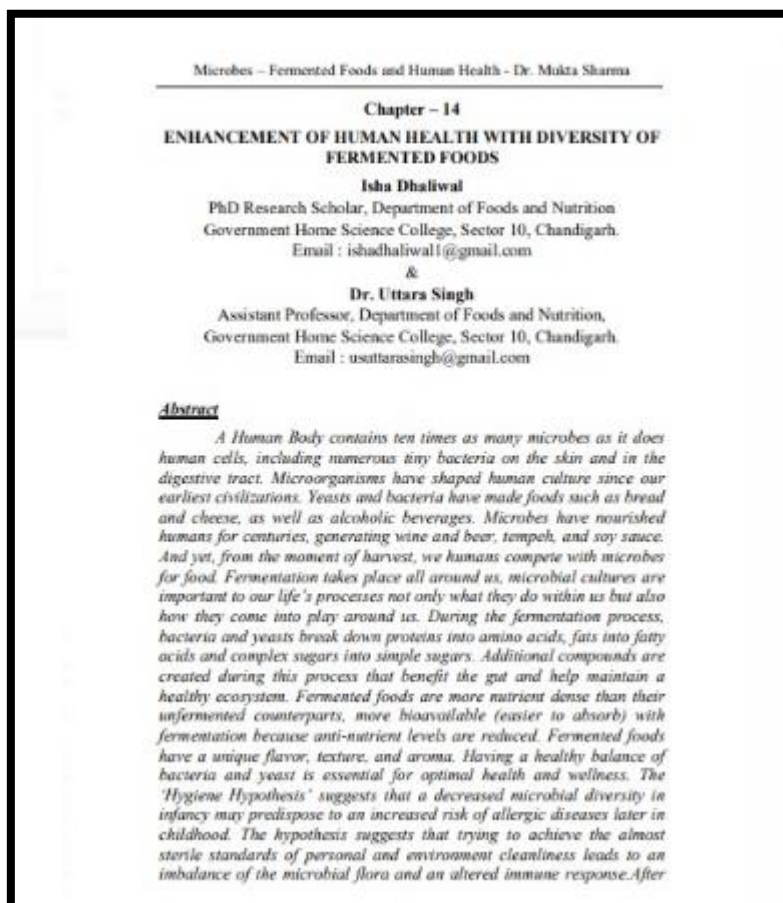 Microbes – Fermented Foods and Human Health - Dr. Mukta Sharma
Chapter – 14
ENHANCEMENT OF HUMAN HEALTH WITH DIVERSITY OF
FERMENTED FOODS
Isha Dhaliwal
PhD Research Scholar, Department of Foods and Nutrition
Government Home Science College, Sector 10, Chandigarh.
Email : ishadhaliwal1@gmail.com
&
Dr. Uttara Singh
Assistant Professor, Department of Foods and Nutrition,
Government Home Science College, Sector 10, Chandigarh.
Email : usuttarasingh@gmail.com
Abstract
A Human Body contains ten times as many microbes as it does
human cells, including numerous tiny bacteria on the skin and in the
digestive tract. Microorganisms have shaped human culture since our
earliest civilizations. Yeasts and bacteria have made foods such as bread
and cheese, as well as alcoholic beverages. Microbes have nourished
humans for centuries, generating wine and beer, tempeh, and soy sauce.
And yet, from the moment of harvest, we humans compete with microbes
for food. Fermentation takes place all around us, microbial cultures are
important to our life's processes not only what they do within us but also
how they come into play around us. During the fermentation process,
bacteria and yeasts break down proteins into amino acids, fats into fatty
acids and complex sugars into simple sugars. Additional compounds are
created during this process that benefit the gut and help maintain a
healthy ecosystem. Fermented foods are more nutrient dense than their
unfermented counterparts, more bioavailable (easier to absorb) with
fermentation because anti-nutrient levels are reduced. Fermented foods
have a unique flavor, texture, and aroma. Having a healthy balance of
bacteria and yeast is essential for optimal health and wellness. The
'Hygiene Hypothesis' suggests that a decreased microbial diversity in
infancy may predispose to an increased risk of allergic diseases later in
childhood. The hypothesis suggests that trying to achieve the almost
sterile standards of personal and environment cleanliness leads to an
imbalance of the microbial flora and an altered immune response.After